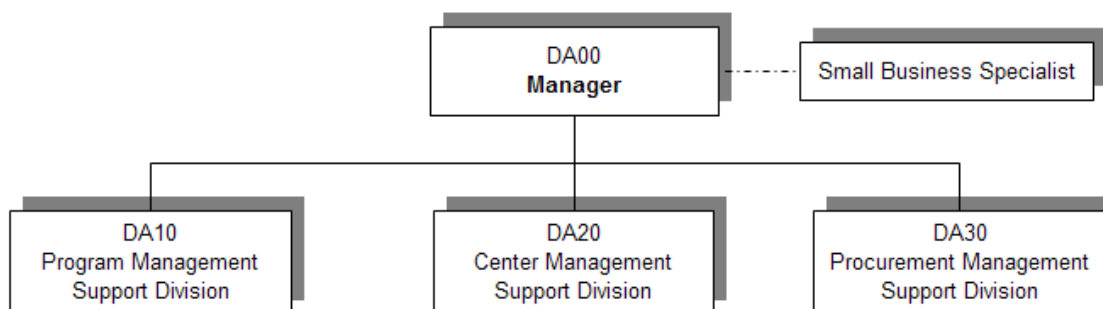 DA00
Manager
Small Business Specialist
DA10
Program Management
Support Division
DA20
Center Management
Support Division
DA30
Procurement Management
Support Division